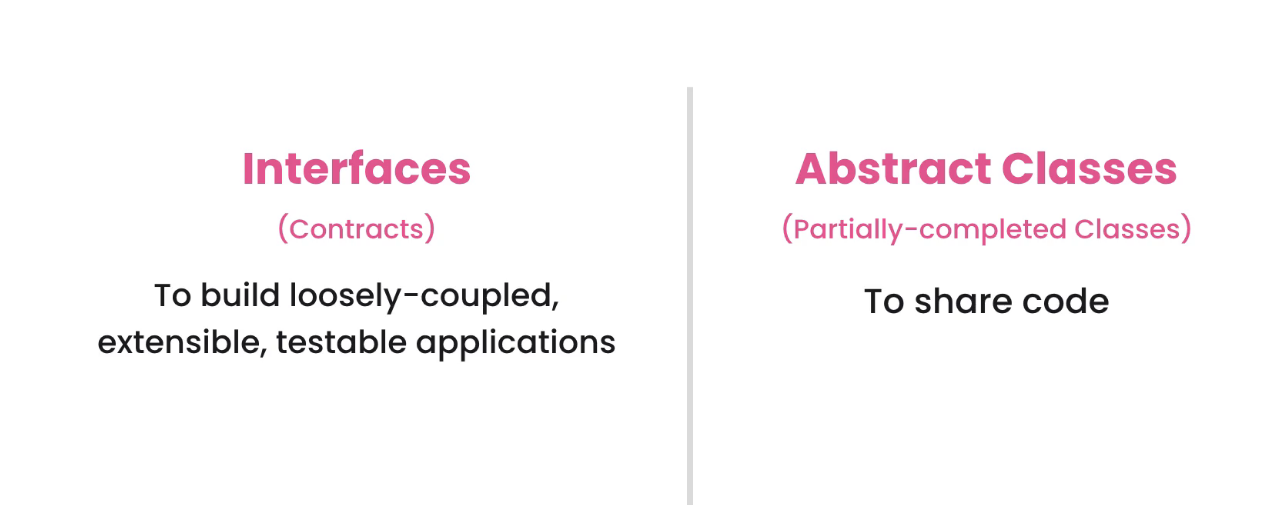 Interfaces
(Contracts)
To build loosely-coupled,
extensible, testable applications
Abstract Classes
(Partially-completed Classes)
To share code